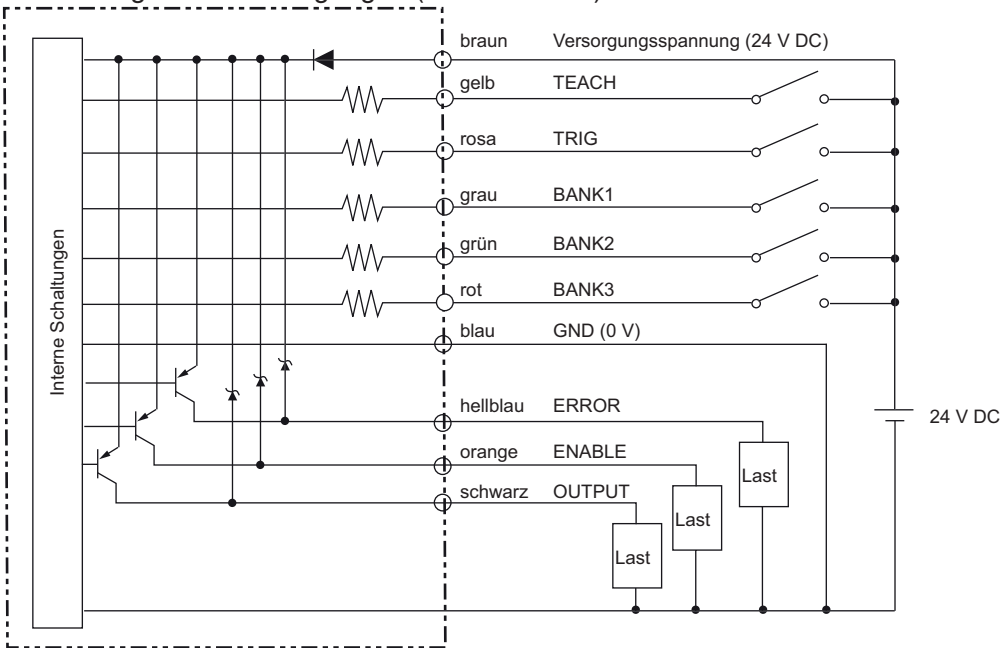 braun Versorgungsspannung (24 V DC)
gelb TEACH
rosa TRIG
grau BANK1
grün BANK2
rot BANK3
blau GND (0 V)
Interne Schaltungen
hellblau ERROR
24 V DC
orange ENABLE
Last
schwarz OUTPUT
Last
Last